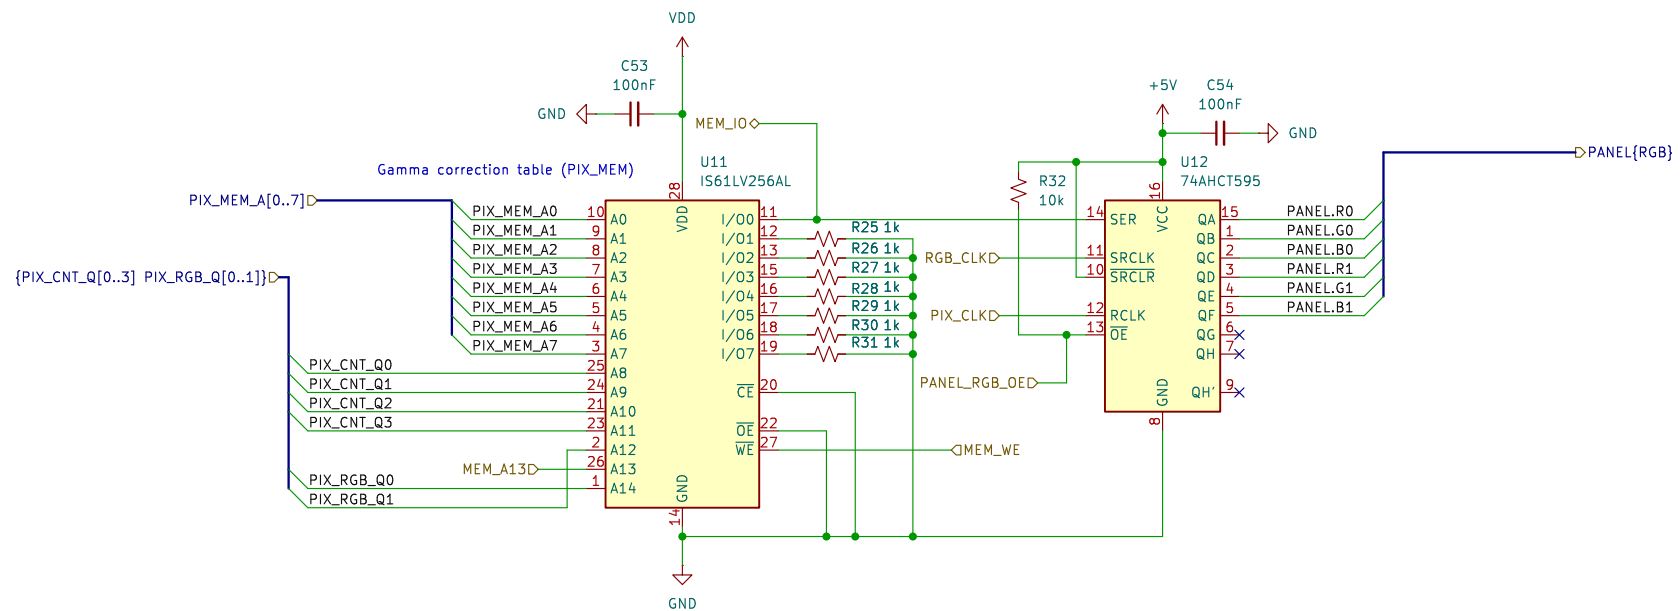 VDD
C53
100nF
GND
MEM_IO
+5V
C54
100nF
GND
PANEL{RGB}
Gamma correction table (PIX_MEM)
U11
IS61LV256AL
R32
10k
U12
74AHCT595
PIX_MEM_A[0..7]
{PIX_CNT_Q[0..3] PIX_RGB_Q[0..1]}
PIX_MEM_A0
PIX_MEM_A1
PIX_MEM_A2
PIX_MEM_A3
PIX_MEM_A4
PIX_MEM_A5
PIX_MEM_A6
PIX_MEM_A7
PIX_CNT_Q0
PIX_CNT_Q1
PIX_CNT_Q2
PIX_CNT_Q3
MEM_A13
PIX_RGB_Q0
PIX_RGB_Q1
28
VDD
10 A0
9 A1
8 A2
7 A3
6 A4
5 A5
4 A6
3 A7
25 A8
24 A9
21 A10
23 A11
2 A12
26 A13
1 A14
I/O0 11
I/O1 12
I/O2 13
I/O3 15
I/O4 16
I/O5 17
I/O6 18
I/O7 19
CE 20
OE 22
WE 27
GND
14
GND
R25 1k
R26 1k
R27 1k
R28 1k
R29 1k
R30 1k
R31 1k
RGB_CLK
PIX_CLK
PANEL_RGB_OE
MEM_WE
16
VCC
14 SER
11 SRCLK
10 SRCLR
12 RCLK
13 OE
QA 15
QB 1
QC 2
QD 3
QE 4
QF 5
QG 6
QH 7
QH' 9
GND
8
PANEL.R0
PANEL.G0
PANEL.B0
PANEL.R1
PANEL.G1
PANEL.B1